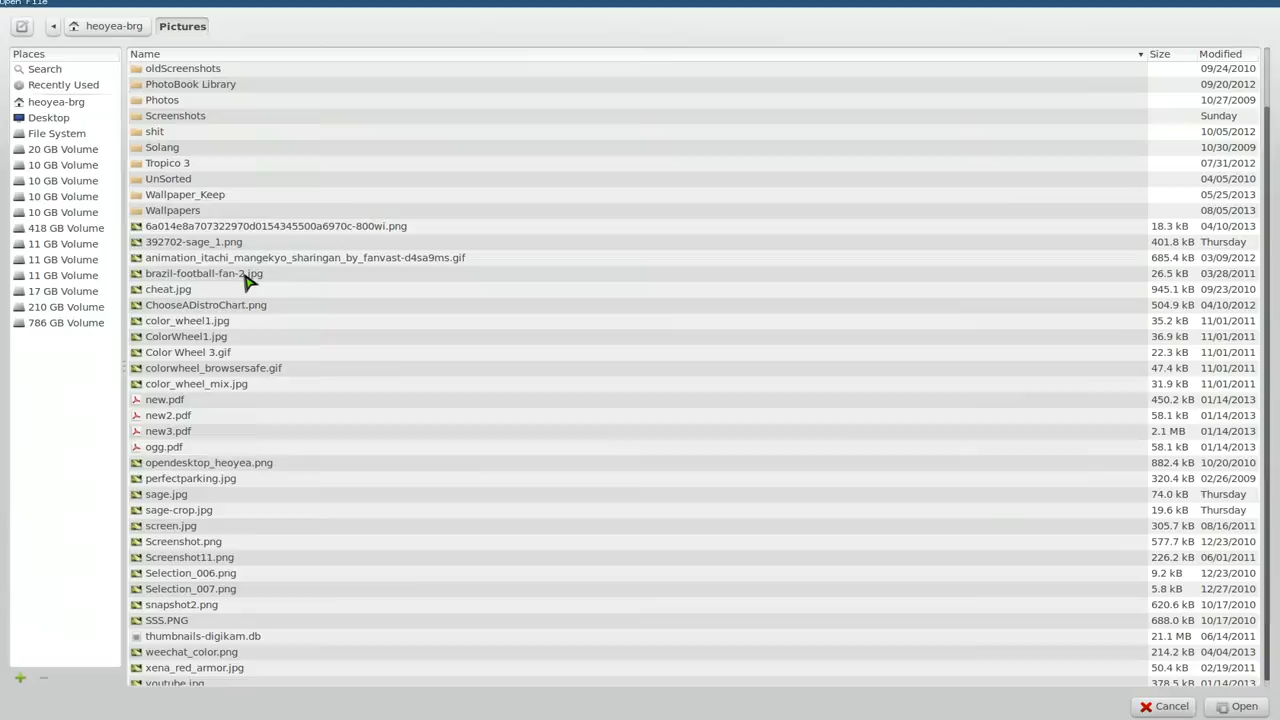 Open File
heoyea-brg Pictures
Places
Search
Recently Used
heoyea-brg
Desktop
File System
20 GB Volume
10 GB Volume
10 GB Volume
10 GB Volume
10 GB Volume
418 GB Volume
11 GB Volume
11 GB Volume
11 GB Volume
17 GB Volume
210 GB Volume
786 GB Volume
Name Size Modified
oldScreenshots 09/24/2010
PhotoBook Library 09/20/2012
Photos 10/27/2009
Screenshots Sunday
shit 10/05/2012
Solang 10/30/2009
Tropico 3 07/31/2012
UnSorted 04/05/2010
Wallpaper_Keep 05/25/2013
Wallpapers 08/05/2013
6a014e8a707322970d0154345500a6970c-800wi.png 18.3 kB 04/10/2013
392702-sage_1.png 401.8 kB Thursday
animation_itachi_mangekyo_sharingan_by_fanvast-d4sa9ms.gif 685.4 kB 03/09/2012
brazil-football-fan-2.jpg 26.5 kB 03/28/2011
cheat.jpg 945.1 kB 09/23/2010
ChooseADistroChart.png 504.9 kB 04/10/2012
color_wheel1.jpg 35.2 kB 11/01/2011
ColorWheel1.jpg 36.9 kB 11/01/2011
Color Wheel 3.gif 22.3 kB 11/01/2011
colorwheel_browsersafe.gif 47.4 kB 11/01/2011
color_wheel_mix.jpg 31.9 kB 11/01/2011
new.pdf 450.2 kB 01/14/2013
new2.pdf 58.1 kB 01/14/2013
new3.pdf 2.1 MB 01/14/2013
ogg.pdf 58.1 kB 01/14/2013
opendesktop_heoyea.png 882.4 kB 10/20/2010
perfectparking.jpg 320.4 kB 02/26/2009
sage.jpg 74.0 kB Thursday
sage-crop.jpg 19.6 kB Thursday
screen.jpg 305.7 kB 08/16/2011
Screenshot.png 577.7 kB 12/23/2010
Screenshot11.png 226.2 kB 06/01/2011
Selection_006.png 9.2 kB 12/23/2010
Selection_007.png 5.8 kB 12/27/2010
snapshot2.png 620.6 kB 10/17/2010
SSS.PNG 688.0 kB 10/17/2010
thumbnails-digikam.db 21.1 MB 06/14/2011
weechat_color.png 214.2 kB 04/04/2013
xena_red_armor.jpg 50.4 kB 02/19/2011
youtube.jpg 378.5 kB 01/14/2013
Cancel Open